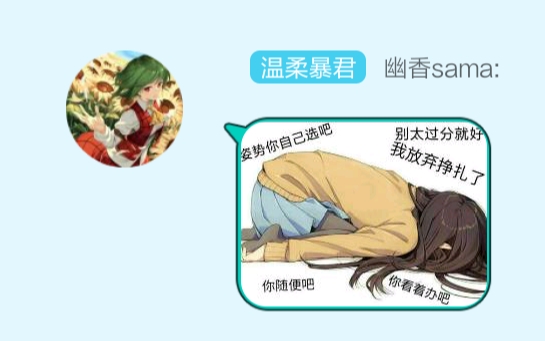 温柔暴君 幽香sama:
姿势你自己选吧
别太过分就好
我放弃挣扎了
你随便吧
你看着办吧